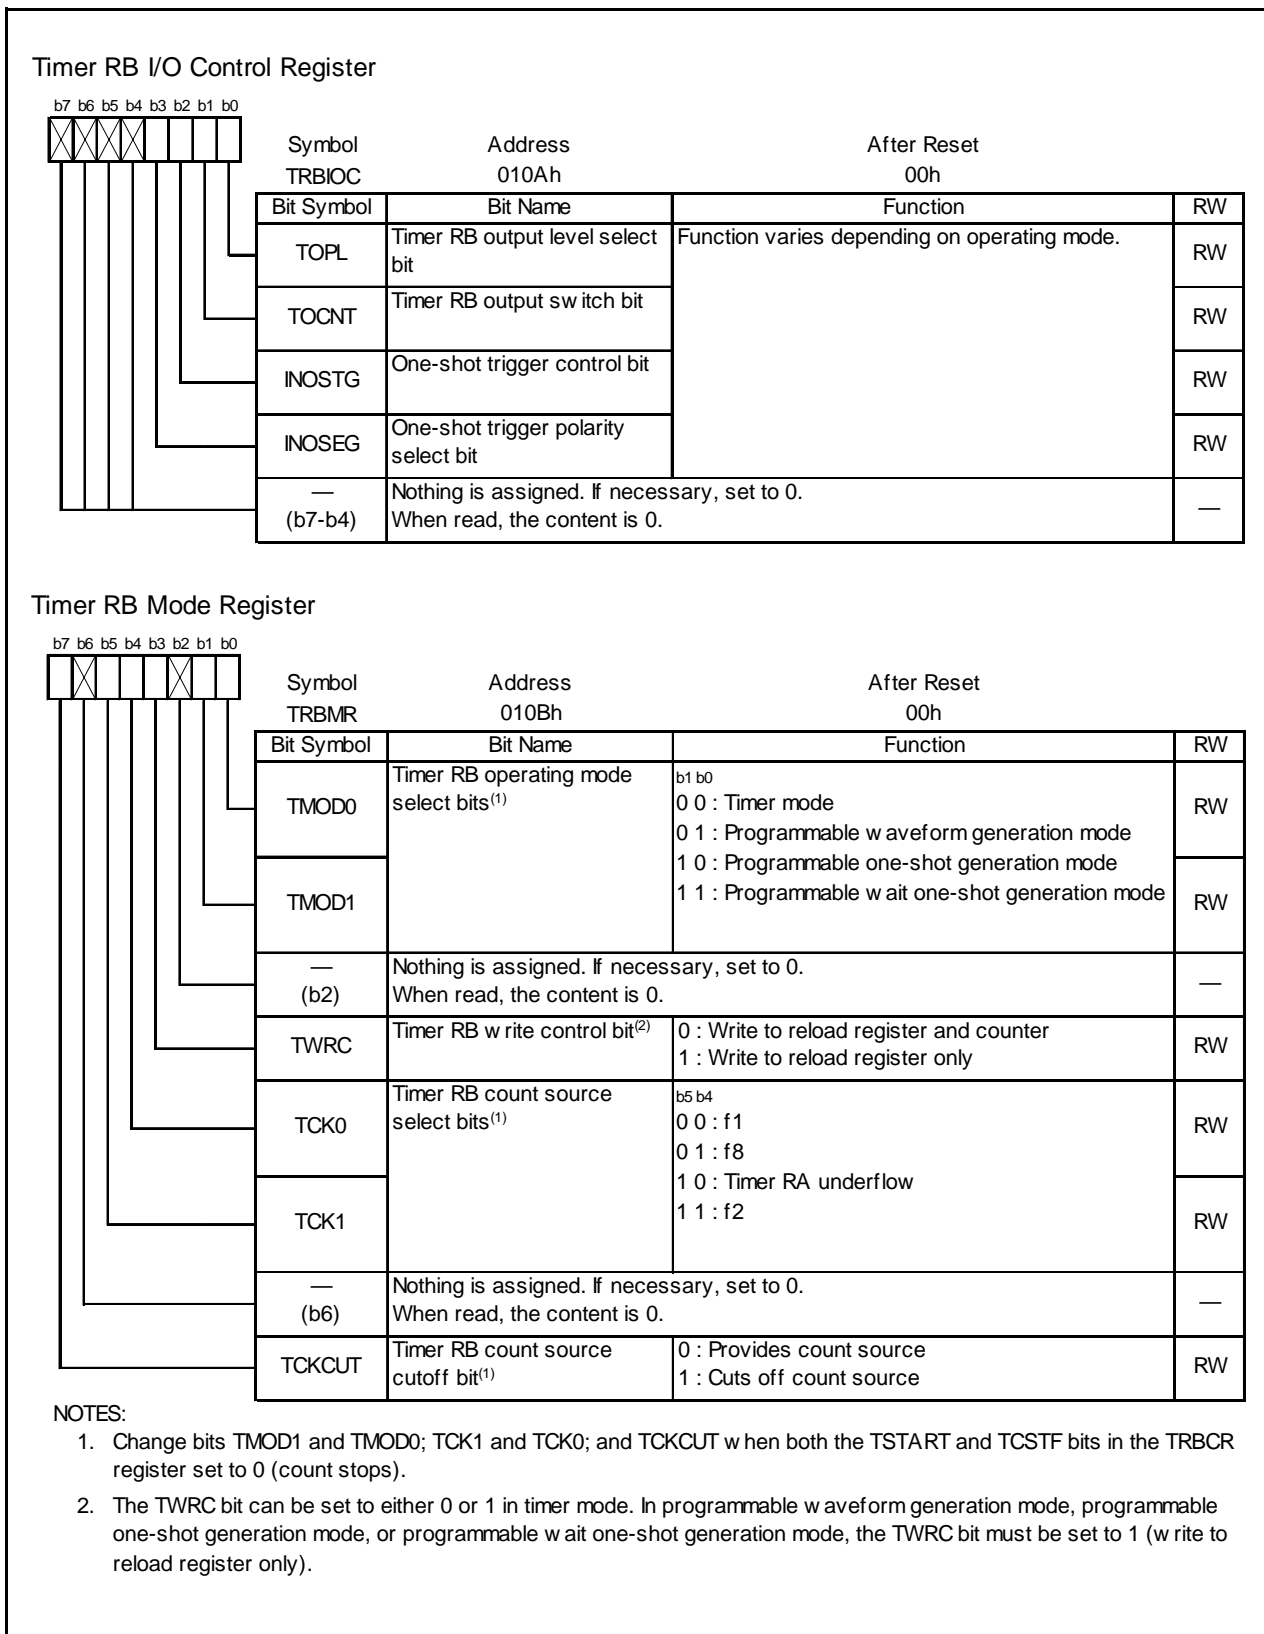 Timer RB I/O Control Register
b7 b6 b5 b4 b3 b2 b1 b0
Symbol Address After Reset
TRBIOC 010Ah 00h
Bit Symbol Bit Name Function RW
TOPL Timer RB output level select bit Function varies depending on operating mode. RW
TOCNT Timer RB output switch bit RW
INOSTG One-shot trigger control bit RW
INOSEG One-shot trigger polarity select bit RW
— (b7-b4) Nothing is assigned. If necessary, set to 0. —
When read, the content is 0.
Timer RB Mode Register
b7 b6 b5 b4 b3 b2 b1 b0
Symbol Address After Reset
TRBMR 010Bh 00h
Bit Symbol Bit Name Function RW
TMOD0 Timer RB operating mode select bits(1) b1 b0 RW
0 0 : Timer mode
0 1 : Programmable waveform generation mode
1 0 : Programmable one-shot generation mode
TMOD1 1 1 : Programmable wait one-shot generation mode RW
— (b2) Nothing is assigned. If necessary, set to 0. —
When read, the content is 0.
TWRC Timer RB write control bit(2) 0 : Write to reload register and counter RW
1 : Write to reload register only
TCK0 Timer RB count source select bits(1) b5 b4 RW
0 0 : f1
0 1 : f8
1 0 : Timer RA underflow
TCK1 1 1 : f2 RW
— (b6) Nothing is assigned. If necessary, set to 0. —
When read, the content is 0.
TCKCUT Timer RB count source cutoff bit(1) 0 : Provides count source RW
1 : Cuts off count source
NOTES:
1. Change bits TMOD1 and TMOD0; TCK1 and TCK0; and TCKCUT when both the TSTART and TCSTF bits in the TRBCR
register set to 0 (count stops).
2. The TWRC bit can be set to either 0 or 1 in timer mode. In programmable waveform generation mode, programmable
one-shot generation mode, or programmable wait one-shot generation mode, the TWRC bit must be set to 1 (write to
reload register only).